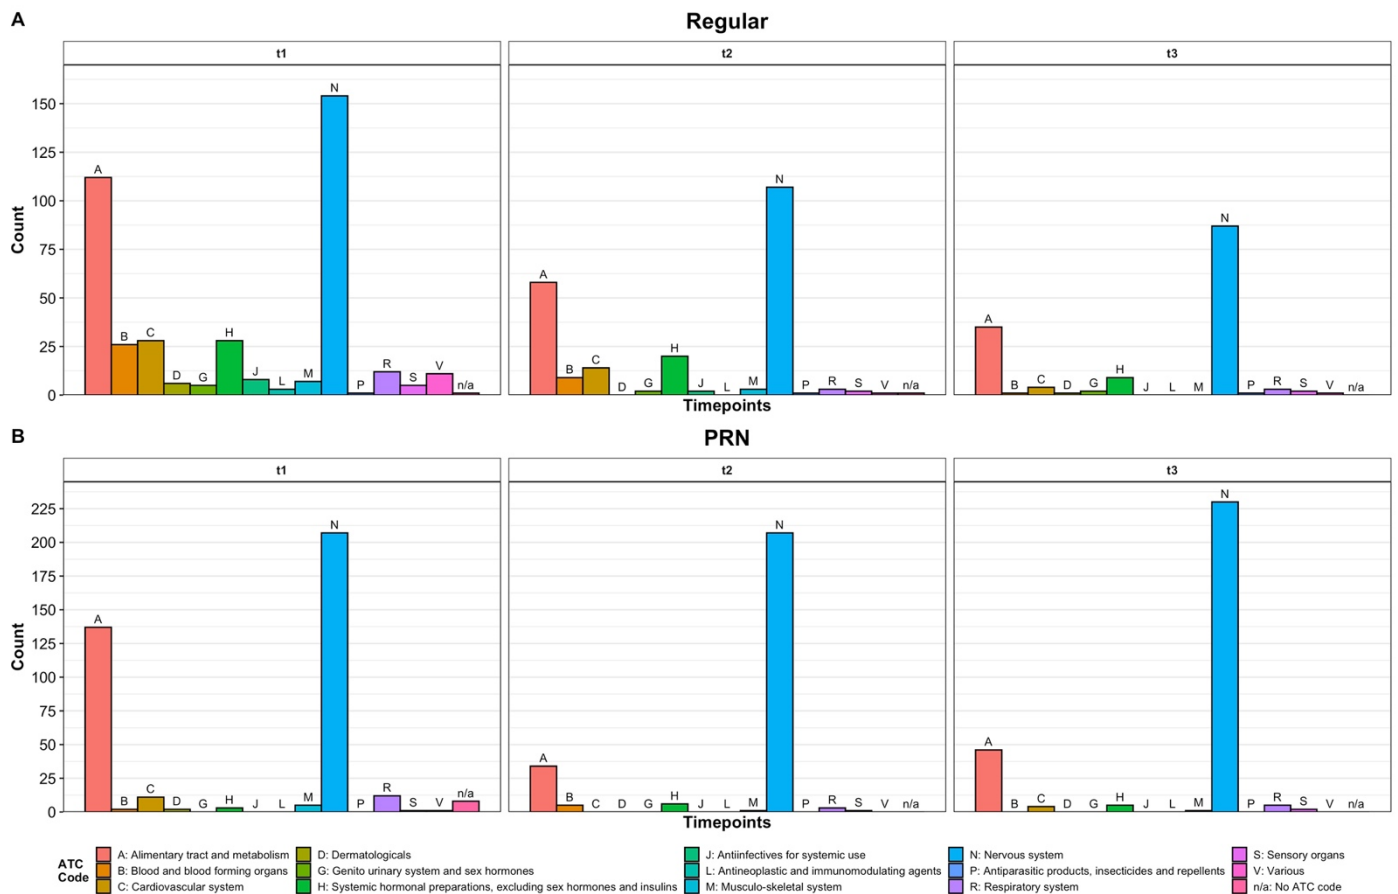 A
Regular
t1
t2
t3
Count
150
125
100
75
50
25
0
A
B
C
D
G
H
J
L
M
N
P
R
S
V
n/a
A
B
C
D
G
H
J
L
M
N
P
R
S
V
n/a
A
B
C
D
G
H
J
L
M
N
P
R
S
V
n/a
Timepoints
B
PRN
t1
t2
t3
Count
225
200
175
150
125
100
75
50
25
0
A
B
C
D
G
H
J
L
M
N
P
R
S
V
n/a
A
B
C
D
G
H
J
L
M
N
P
R
S
V
n/a
A
B
C
D
G
H
J
L
M
N
P
R
S
V
n/a
Timepoints
ATC
Code
A: Alimentary tract and metabolism
B: Blood and blood forming organs
C: Cardiovascular system
D: Dermatologicals
G: Genito urinary system and sex hormones
H: Systemic hormonal preparations, excluding sex hormones and insulins
J: Antiinfectives for systemic use
L: Antineoplastic and immunomodulating agents
M: Musculo-skeletal system
N: Nervous system
P: Antiparasitic products, insecticides and repellents
R: Respiratory system
S: Sensory organs
V: Various
n/a: No ATC code